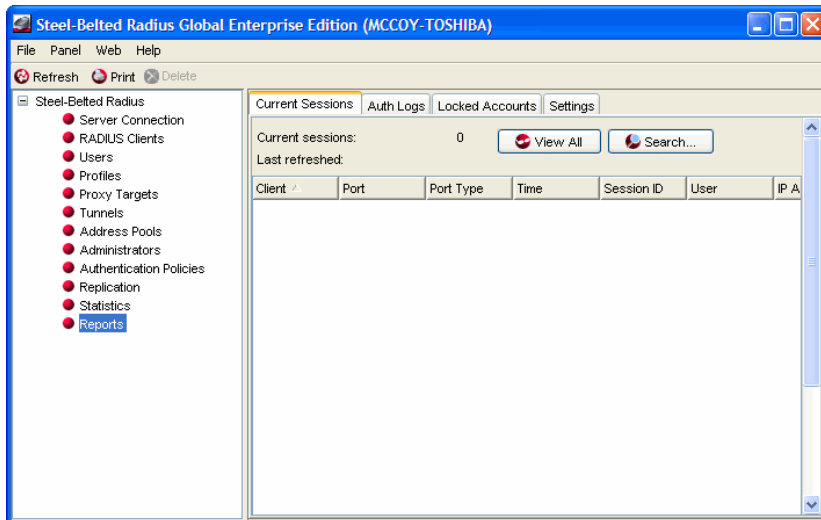 Steel-Belted Radius Global Enterprise Edition (MCCOY-TOSHIBA)
File Panel Web Help
Refresh Print Delete
Steel-Belted Radius
Server Connection
RADIUS Clients
Users
Profiles
Proxy Targets
Tunnels
Address Pools
Administrators
Authentication Policies
Replication
Statistics
Reports
Current Sessions Auth Logs Locked Accounts Settings
Current sessions: 0 View All Search...
Last refreshed:
Client Port Port Type Time Session ID User IP A